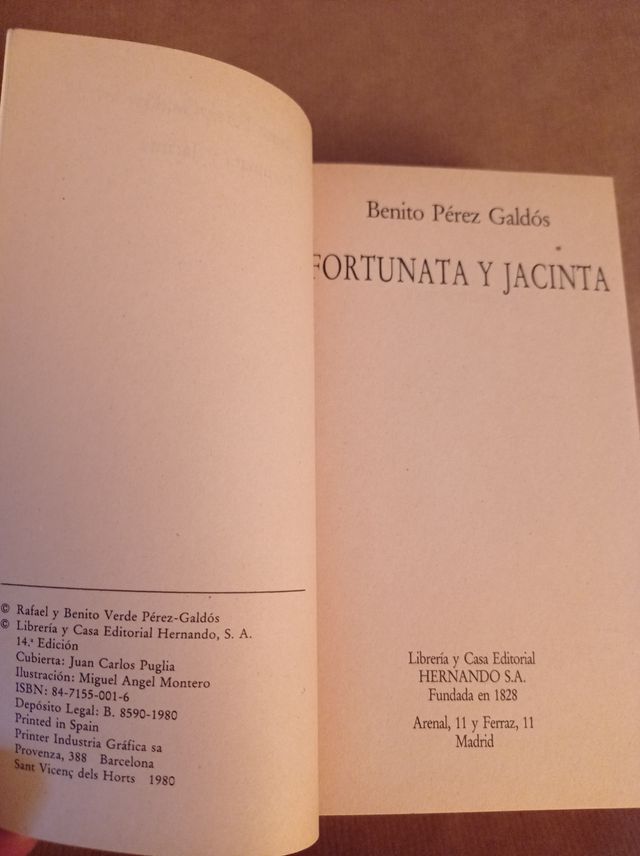 © Rafael y Benito Verde Pérez-Galdós
© Librería y Casa Editorial Hernando, S. A.
14.ª Edición
Cubierta: Juan Carlos Puglia
Ilustración: Miguel Angel Montero
ISBN: 84-7155-001-6
Depósito Legal: B. 8590-1980
Printed in Spain
Printer Industria Gráfica sa
Provenza, 388 Barcelona
Sant Vicenç dels Horts 1980
Benito Pérez Galdós
FORTUNATA Y JACINTA
Librería y Casa Editorial
HERNANDO S.A.
Fundada en 1828
Arenal, 11 y Ferraz, 11
Madrid